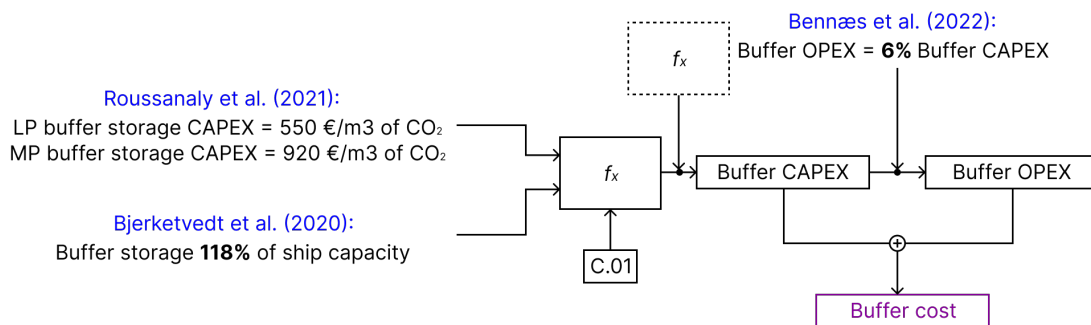 Bennæs et al. (2022):
Buffer OPEX = 6% Buffer CAPEX
fx
Roussanaly et al. (2021):
LP buffer storage CAPEX = 550 €/m3 of CO₂
MP buffer storage CAPEX = 920 €/m3 of CO₂
fx
Buffer CAPEX
Buffer OPEX
Bjerketvedt et al. (2020):
Buffer storage 118% of ship capacity
C.01
Buffer cost